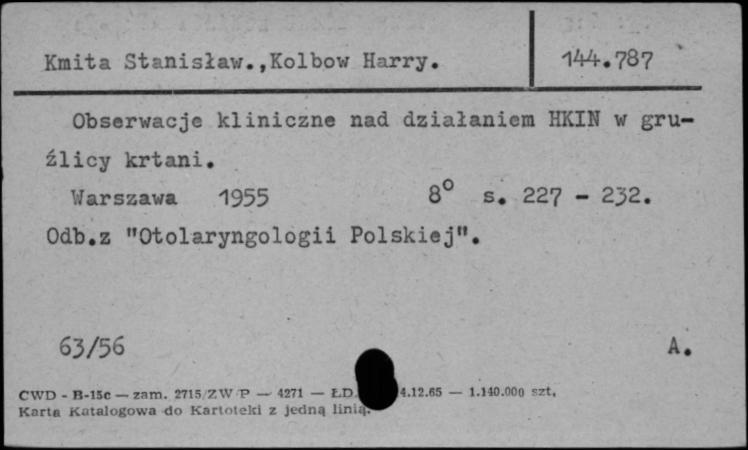 Kmita Stanisław.,Kolbow Harry. 144.787
Obserwacje kliniczne nad działaniem HKIN w gru-
źlicy krtani.
Warszawa 1955 8° s. 227 - 232.
Odb.z "Otolaryngologii Polskiej".
63/56 A.
CWD - B-15c — zam. 2715/ZW/P — 4271 — Ł.D. 4.12.65 — 1.140.000 szt.
Karta Katalogowa do Kartoteki z jedną linią.